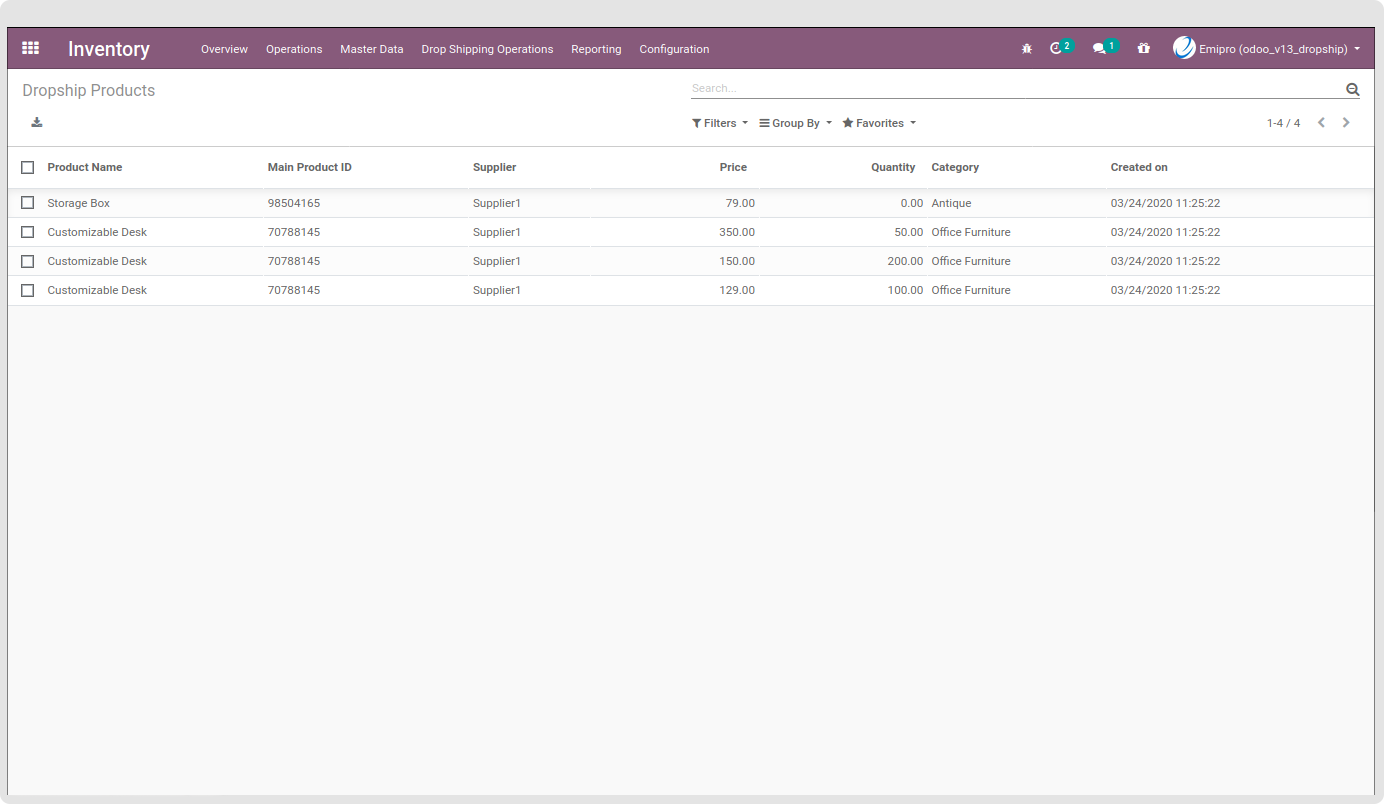 Inventory Overview Operations Master Data Drop Shipping Operations Reporting Configuration 2 1 Emipro (odoo_v13_dropship)
Dropship Products Search...
Filters Group By Favorites 1-4 / 4
Product Name Main Product ID Supplier Price Quantity Category Created on
Storage Box 98504165 Supplier1 79.00 0.00 Antique 03/24/2020 11:25:22
Customizable Desk 70788145 Supplier1 350.00 50.00 Office Furniture 03/24/2020 11:25:22
Customizable Desk 70788145 Supplier1 150.00 200.00 Office Furniture 03/24/2020 11:25:22
Customizable Desk 70788145 Supplier1 129.00 100.00 Office Furniture 03/24/2020 11:25:22